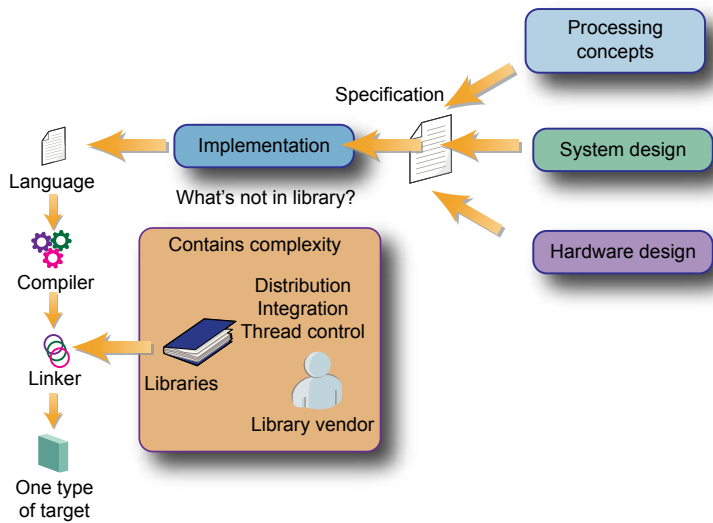 Processing
concepts
Specification
Implementation
System design
Language
What's not in library?
Hardware design
Contains complexity
Compiler
Distribution
Integration
Thread control
Linker
Libraries
Library vendor
One type
of target